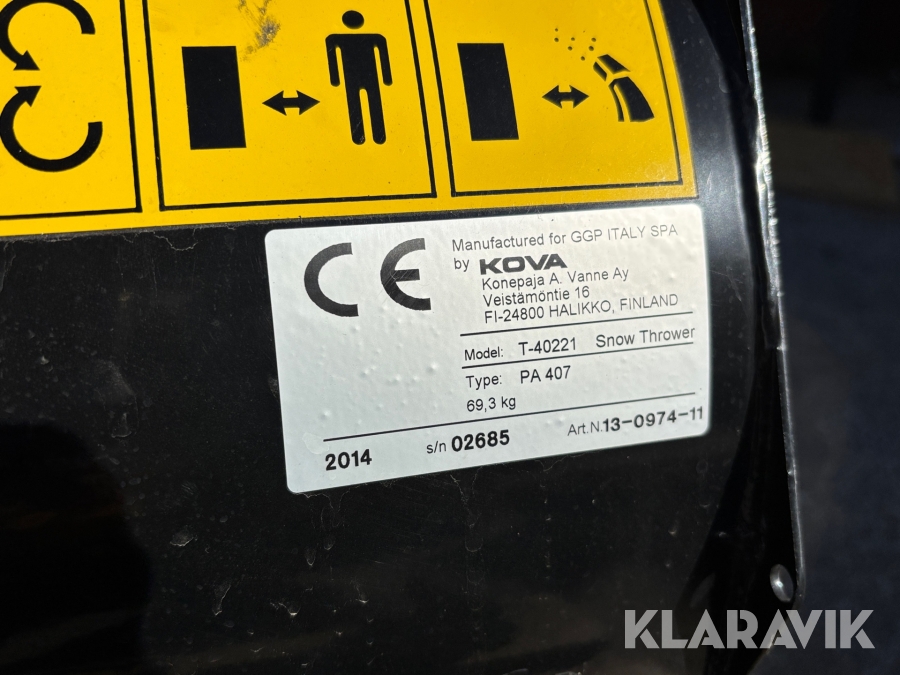 CE
Manufactured for GGP ITALY SPA
by KOVA
Konepaja A. Vanne Ay
Veistämöntie 16
FI-24800 HALIKKO, FINLAND
Model: T-40221 Snow Thrower
Type: PA 407
69,3 kg
2014 s/n 02685 Art.N.13-0974-11
KLARAVIK